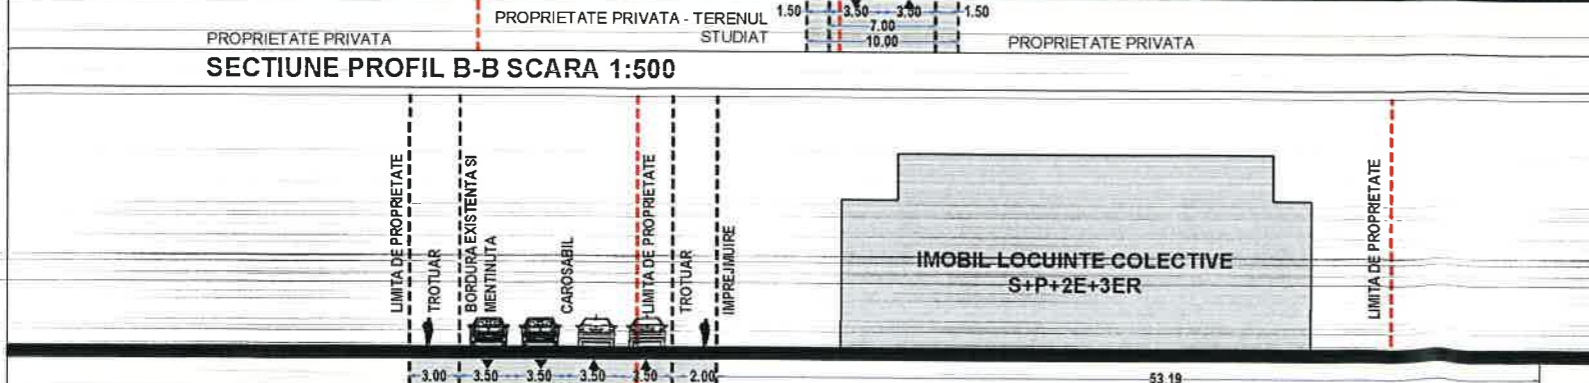 1.50 3.50 3.50 1.50
PROPRIETATE PRIVATA - TERENUL
STUDIAT
7.00
10.00
PROPRIETATE PRIVATA
PROPRIETATE PRIVATA
SECTIUNE PROFIL B-B SCARA 1:500
LIMITA DE PROPRIETATE
TROTUAR
BORDURA EXISTENTA SI
MENTINUTA
CAROSABIL
LIMITA DE PROPRIETATE
TROTUAR
IMPREJMUIRE
IMOBIL LOCUINTE COLECTIVE
S+P+2E+3ER
LIMITA DE PROPRIETATE
3.00 3.50 3.50 3.50 3.50 2.00 53.19